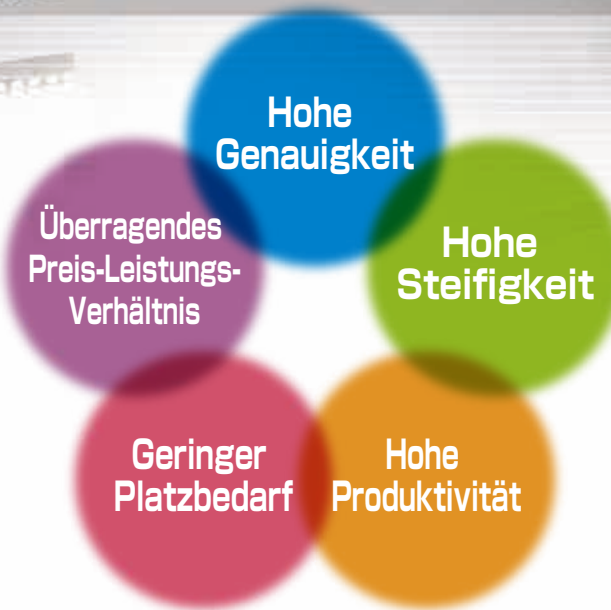 Hohe
Genauigkeit
Überragendes
Preis-Leistungs-
Verhältnis
Hohe
Steifigkeit
Geringer
Platzbedarf
Hohe
Produktivität